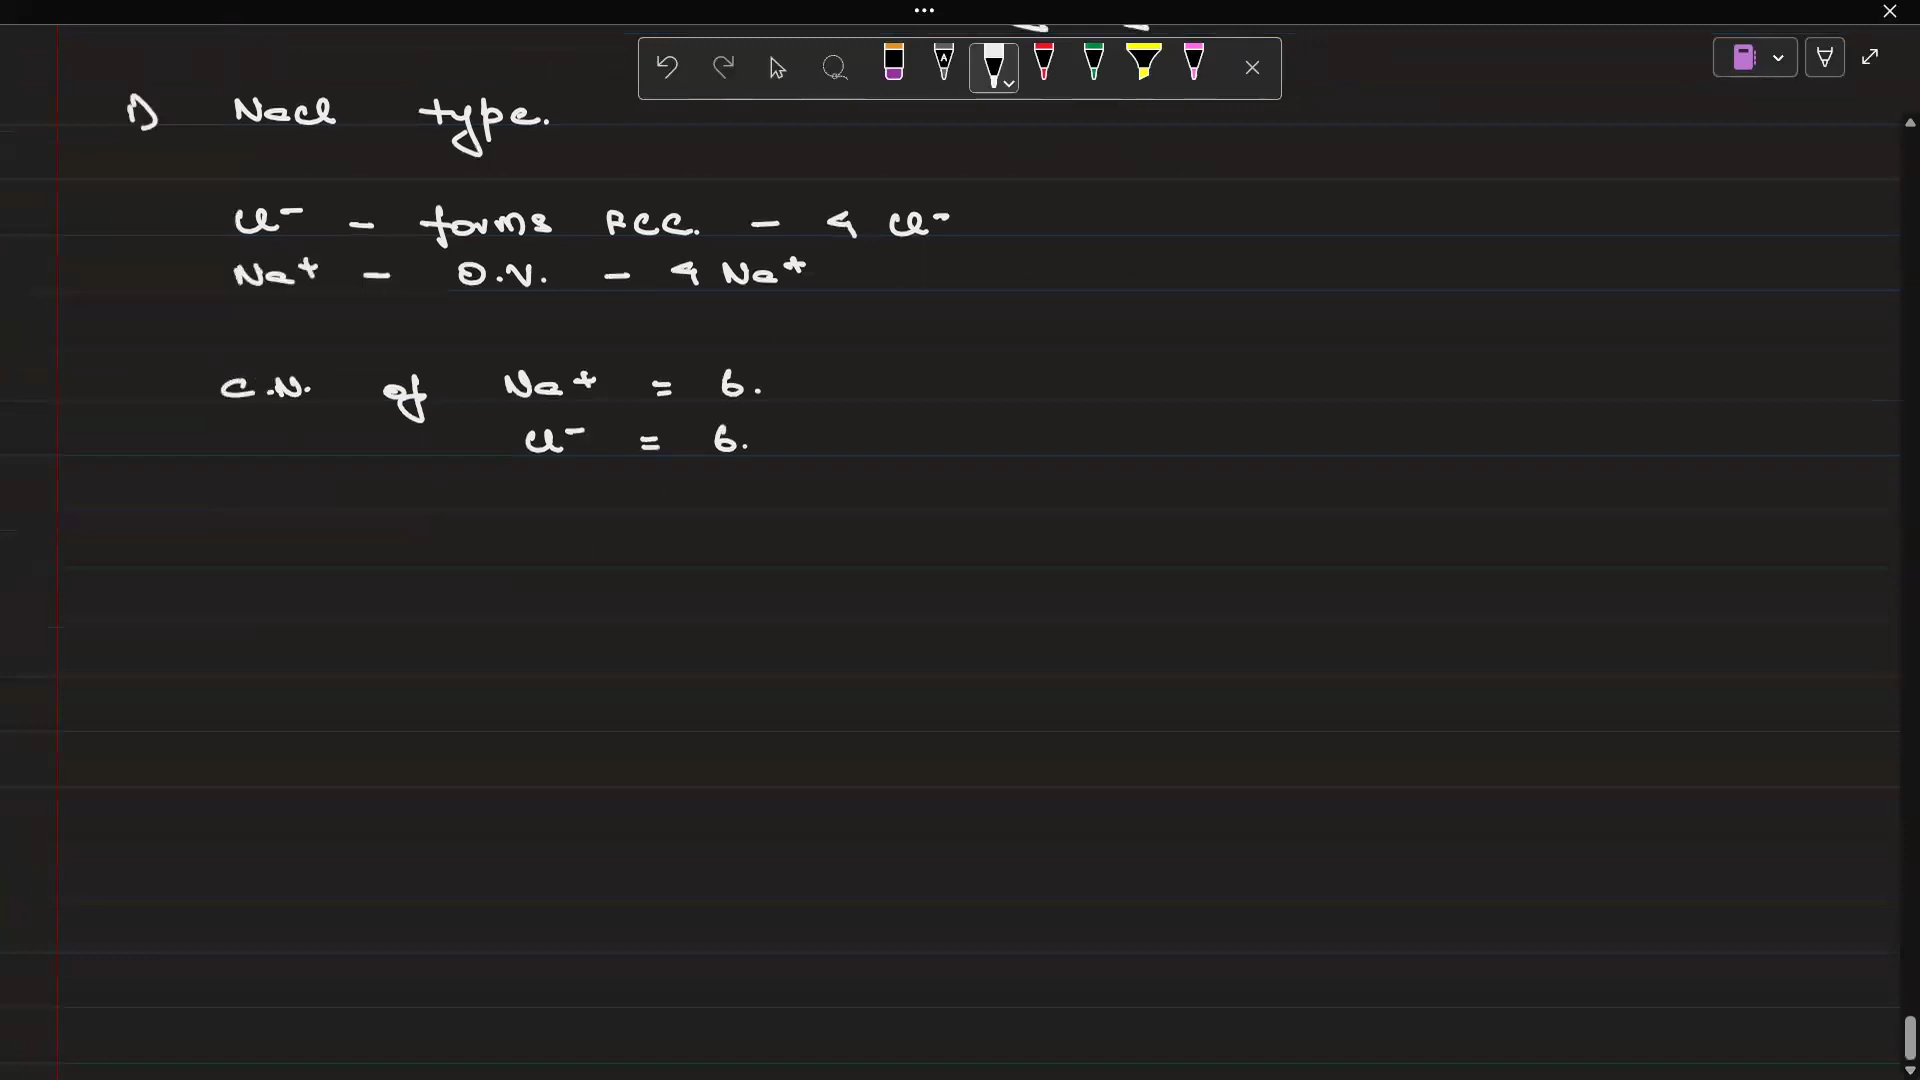 1) NaCl type.
Cl⁻ - forms FCC. - 4 Cl⁻
Na⁺ - O.V. - 4 Na⁺
C.N. of Na⁺ = 6.
Cl⁻ = 6.